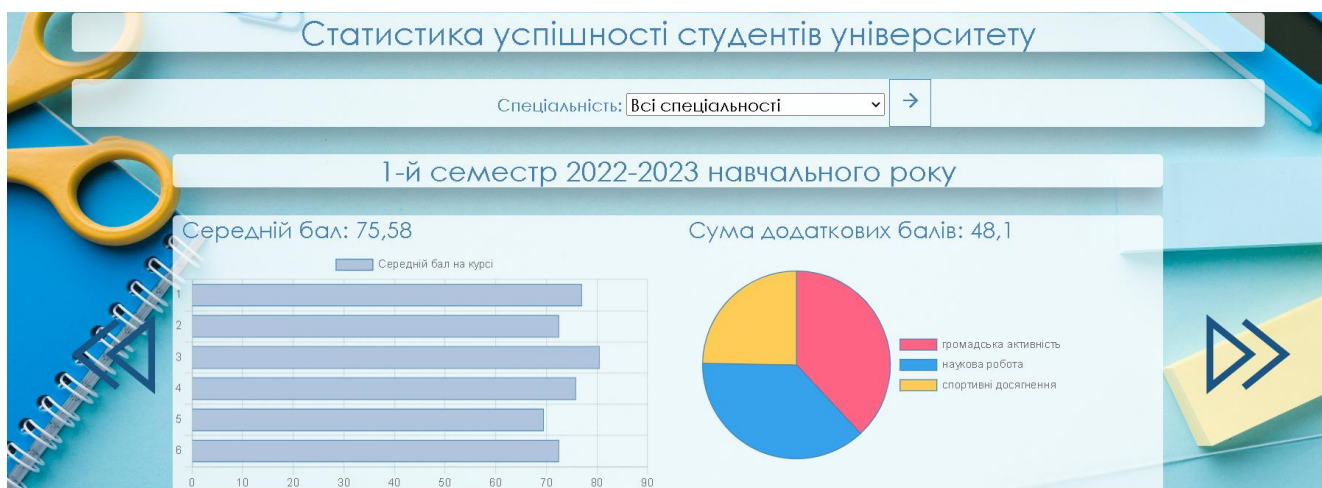 Статистика успішності студентів університету
Спеціальність: Всі спеціальності
1-й семестр 2022-2023 навчального року
Середній бал: 75,58
Сума додаткових балів: 48,1
Середній бал на курсі
1
2
3
4
5
6
0 10 20 30 40 50 60 70 80 90
громадська активність
наукова робота
спортивні досягнення